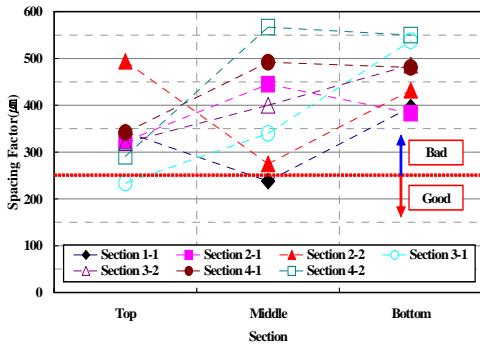 Spacing Factor(㎛)
600
500
400
300
200
100
0
Bad
Good
Section 1-1 Section 2-1 Section 2-2 Section 3-1
Section 3-2 Section 4-1 Section 4-2
Top Middle Bottom
Section